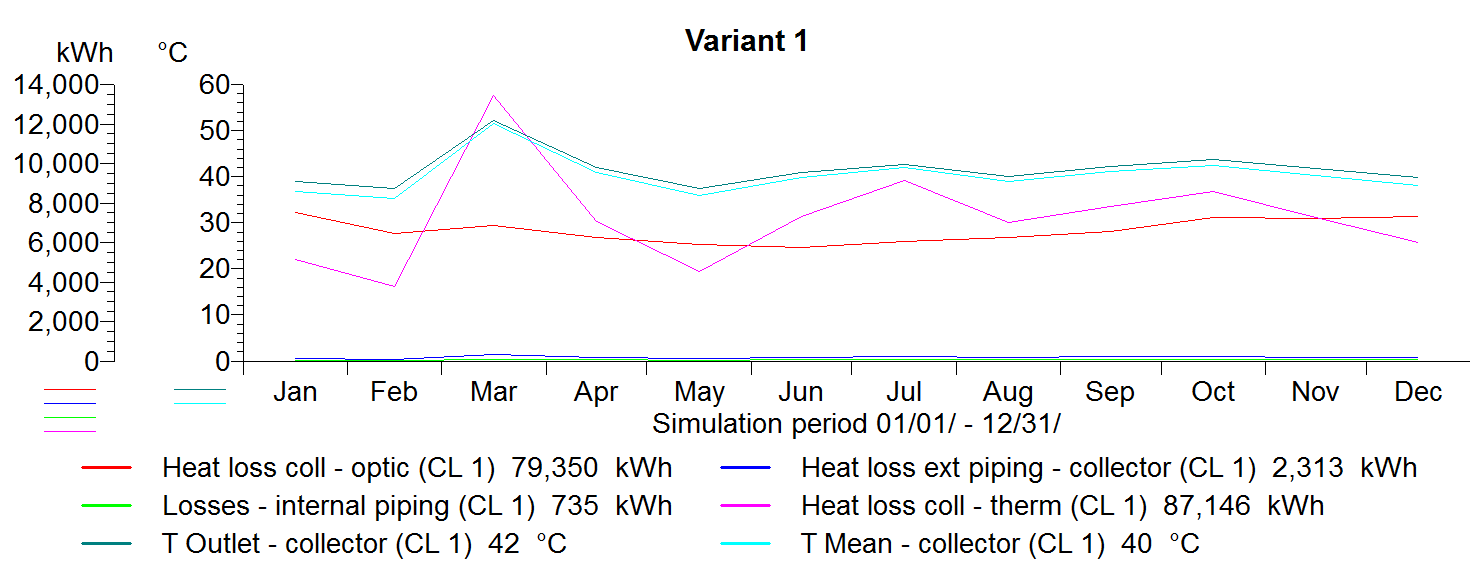 Variant 1
kWh °C
14,000 60
12,000 50
10,000 40
8,000 30
6,000 20
4,000 10
2,000 0
0
Jan Feb Mar Apr May Jun Jul Aug Sep Oct Nov Dec
Simulation period 01/01/ - 12/31/
Heat loss coll - optic (CL 1) 79,350 kWh Heat loss ext piping - collector (CL 1) 2,313 kWh
Losses - internal piping (CL 1) 735 kWh Heat loss coll - therm (CL 1) 87,146 kWh
T Outlet - collector (CL 1) 42 °C T Mean - collector (CL 1) 40 °C